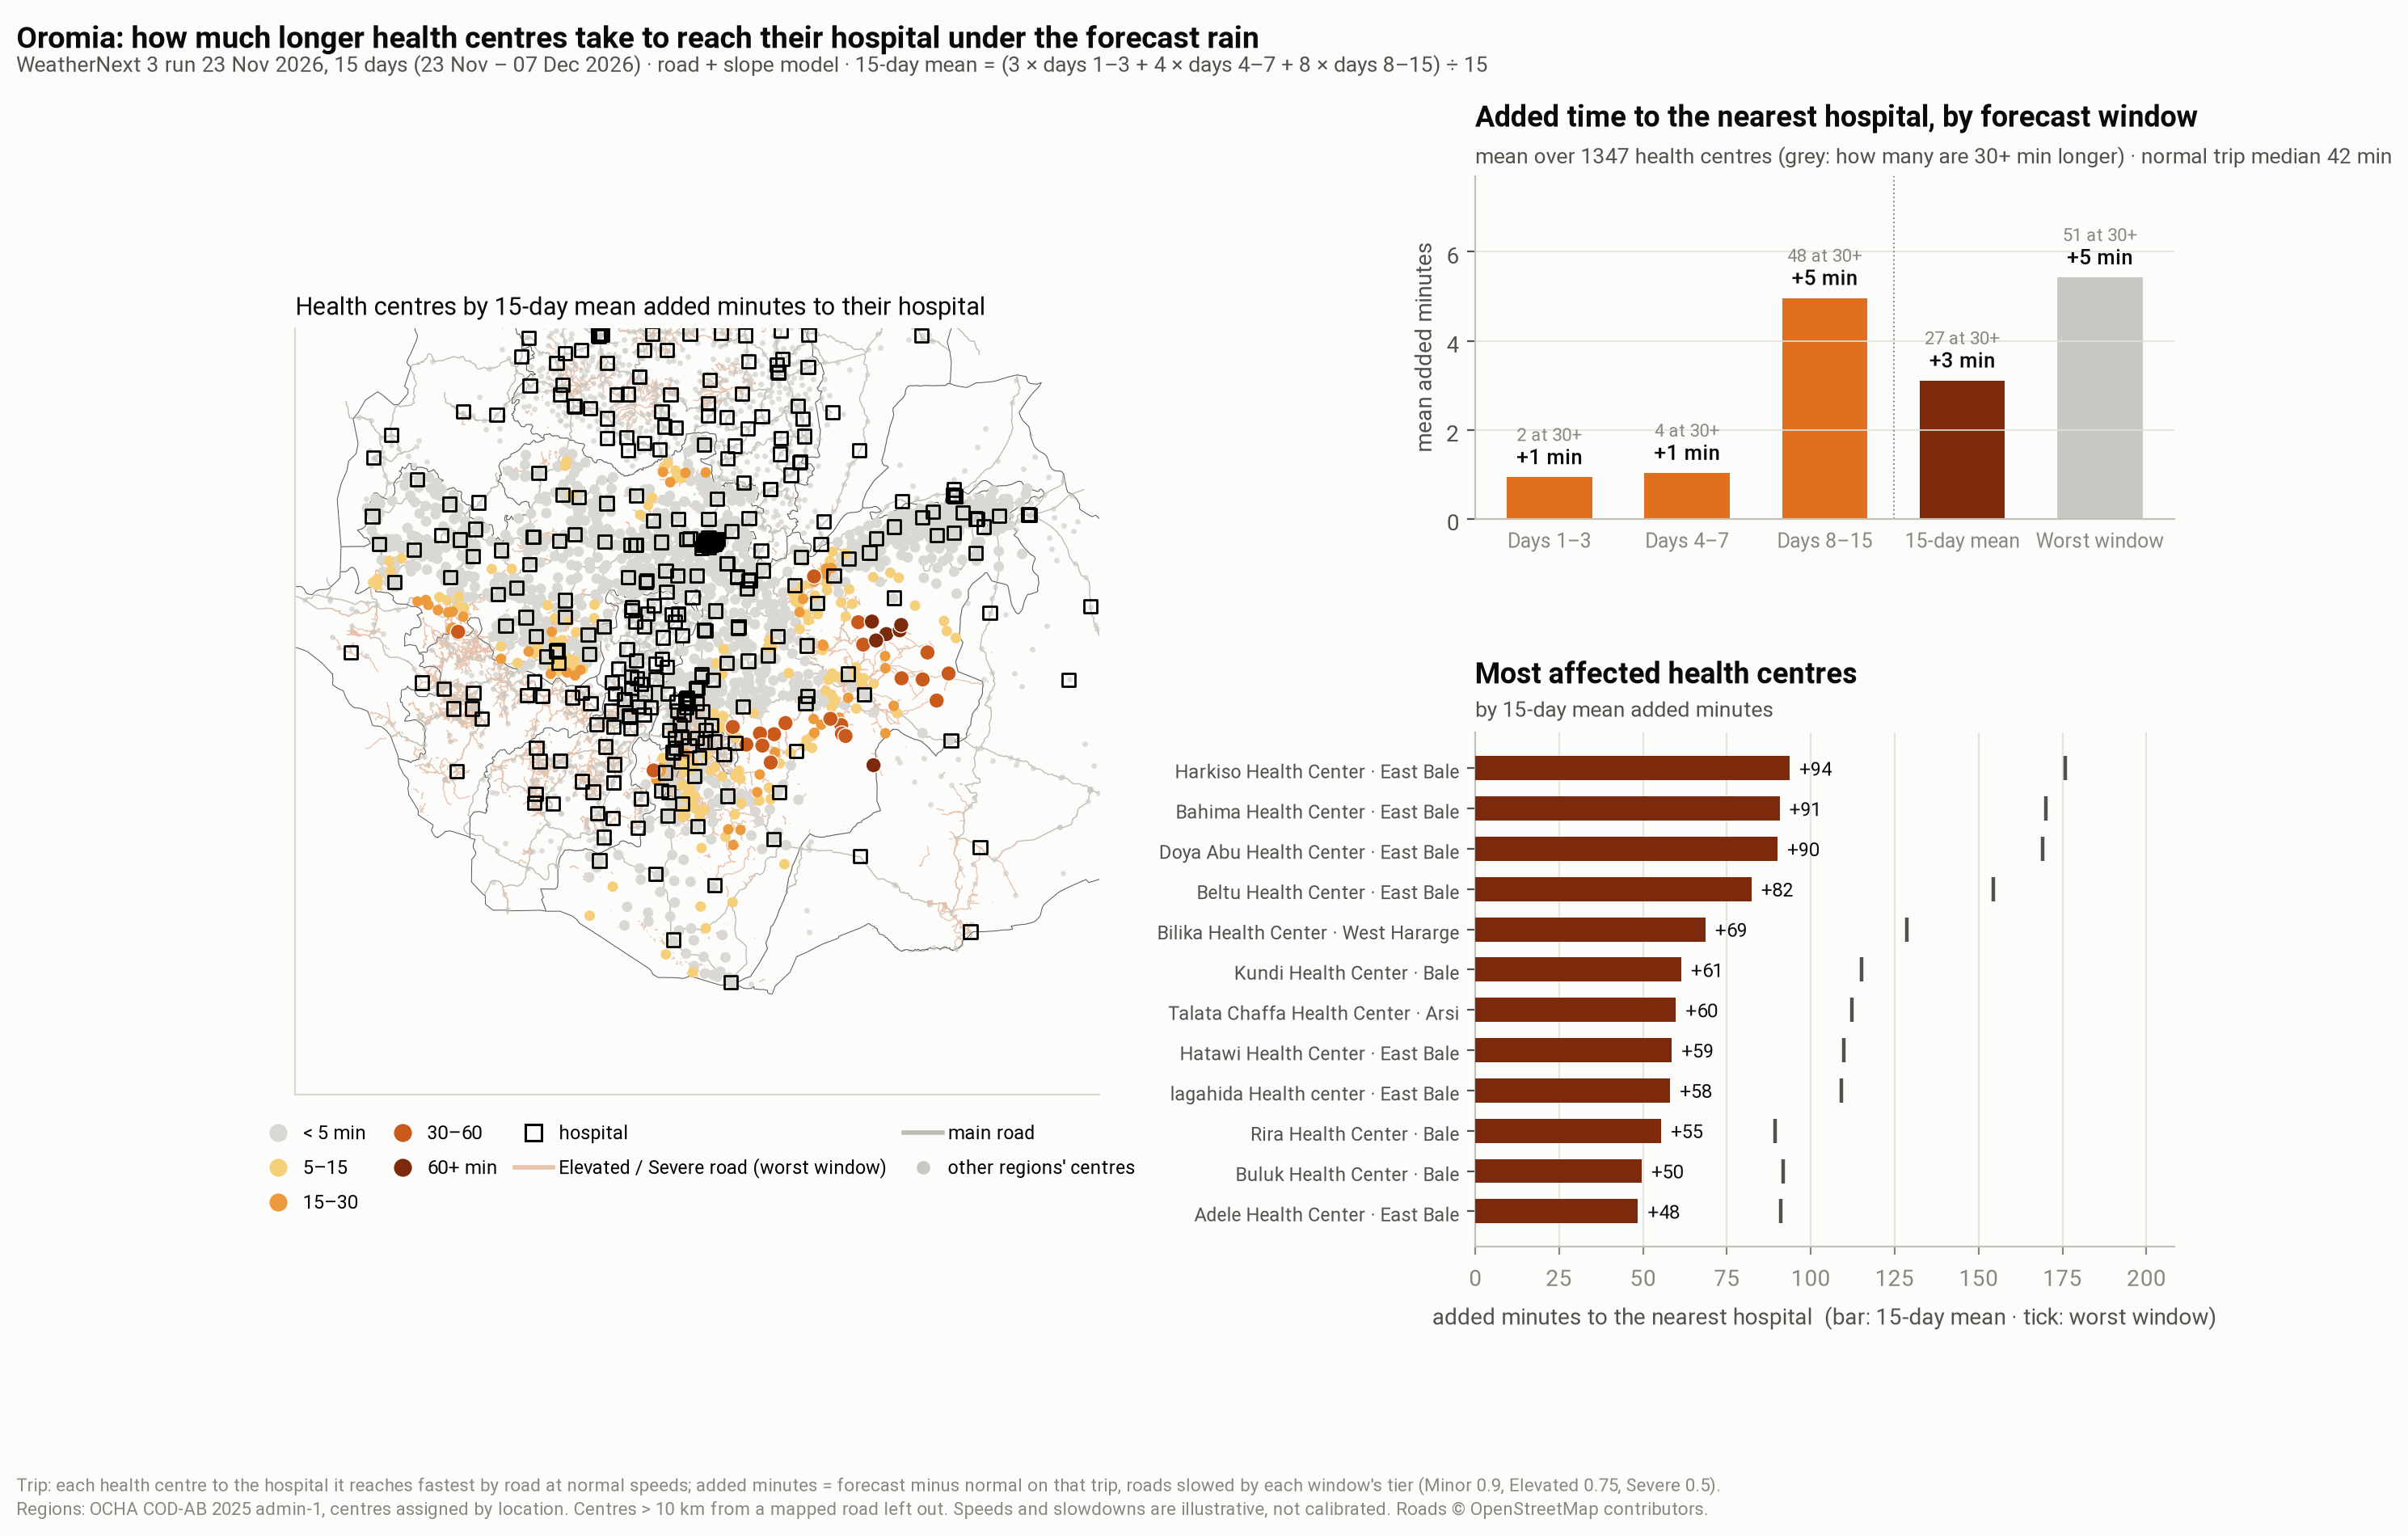 Oromia: how much longer health centres take to reach their hospital under the forecast rain
WeatherNext 3 run 23 Nov 2026, 15 days (23 Nov – 07 Dec 2026) · road + slope model · 15-day mean = (3 × days 1–3 + 4 × days 4–7 + 8 × days 8–15) ÷ 15
Health centres by 15-day mean added minutes to their hospital
< 5 min
5–15
15–30
30–60
60+ min
hospital
Elevated / Severe road (worst window)
main road
other regions' centres
Added time to the nearest hospital, by forecast window
mean over 1347 health centres (grey: how many are 30+ min longer) · normal trip median 42 min
mean added minutes
6
4
2
0
2 at 30+
+1 min
4 at 30+
+1 min
48 at 30+
+5 min
27 at 30+
+3 min
51 at 30+
+5 min
Days 1–3
Days 4–7
Days 8–15
15-day mean
Worst window
Most affected health centres
by 15-day mean added minutes
Harkiso Health Center · East Bale +94
Bahima Health Center · East Bale +91
Doya Abu Health Center · East Bale +90
Beltu Health Center · East Bale +82
Bilika Health Center · West Hararge +69
Kundi Health Center · Bale +61
Talata Chaffa Health Center · Arsi +60
Hatawi Health Center · East Bale +59
lagahida Health center · East Bale +58
Rira Health Center · Bale +55
Buluk Health Center · Bale +50
Adele Health Center · East Bale +48
0 25 50 75 100 125 150 175 200
added minutes to the nearest hospital (bar: 15-day mean · tick: worst window)
Trip: each health centre to the hospital it reaches fastest by road at normal speeds; added minutes = forecast minus normal on that trip, roads slowed by each window's tier (Minor 0.9, Elevated 0.75, Severe 0.5).
Regions: OCHA COD-AB 2025 admin-1, centres assigned by location. Centres > 10 km from a mapped road left out. Speeds and slowdowns are illustrative, not calibrated. Roads © OpenStreetMap contributors.